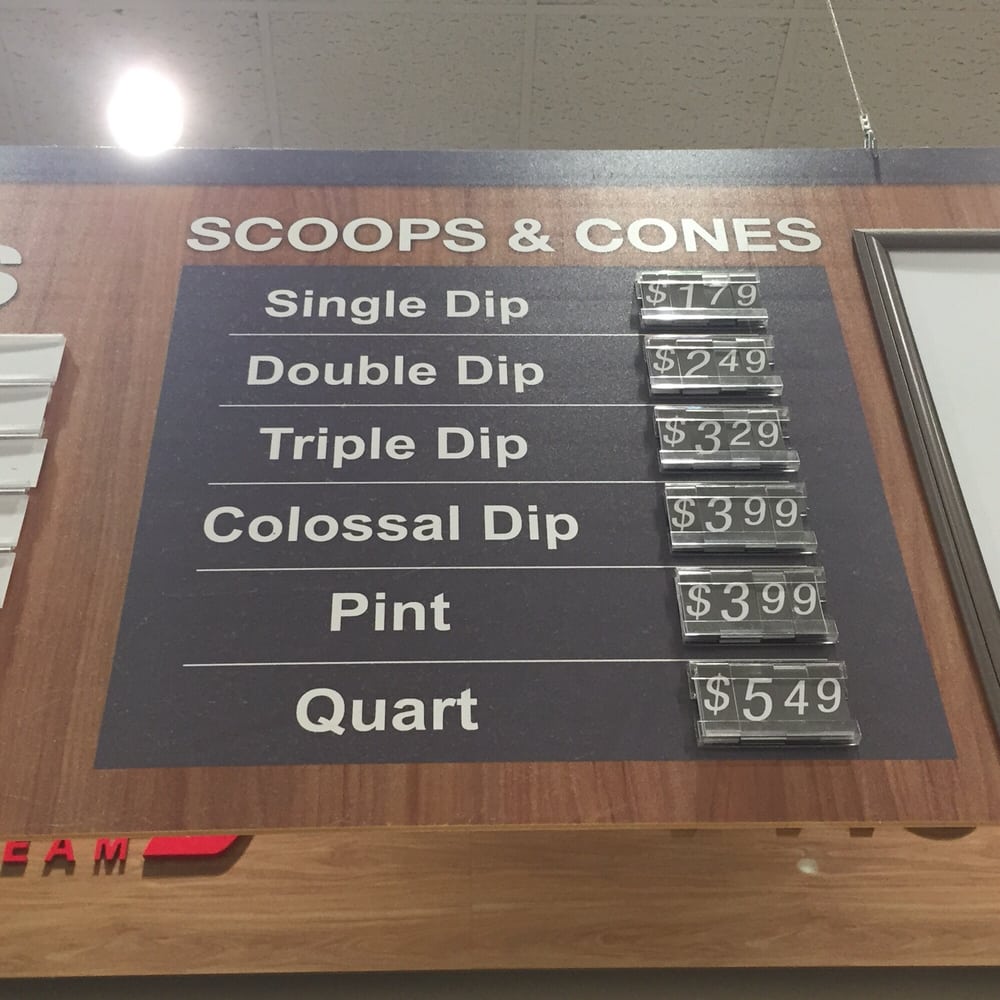 SCOOPS & CONES
Single Dip $179
Double Dip $249
Triple Dip $329
Colossal Dip $399
Pint $399
Quart $549
EAM